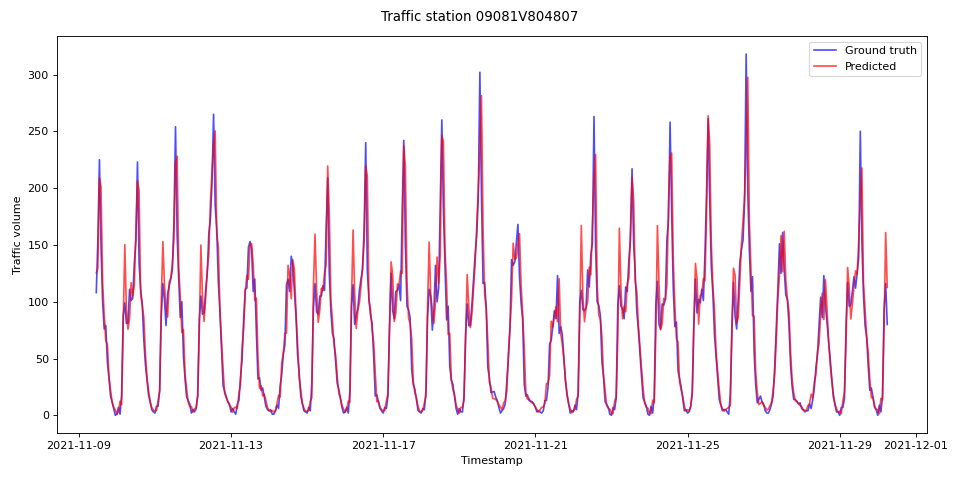 Traffic station 09081V804807
Ground truth
Predicted
Traffic volume
300
250
200
150
100
50
0
2021-11-09 2021-11-13 2021-11-17 2021-11-21 2021-11-25 2021-11-29 2021-12-01
Timestamp